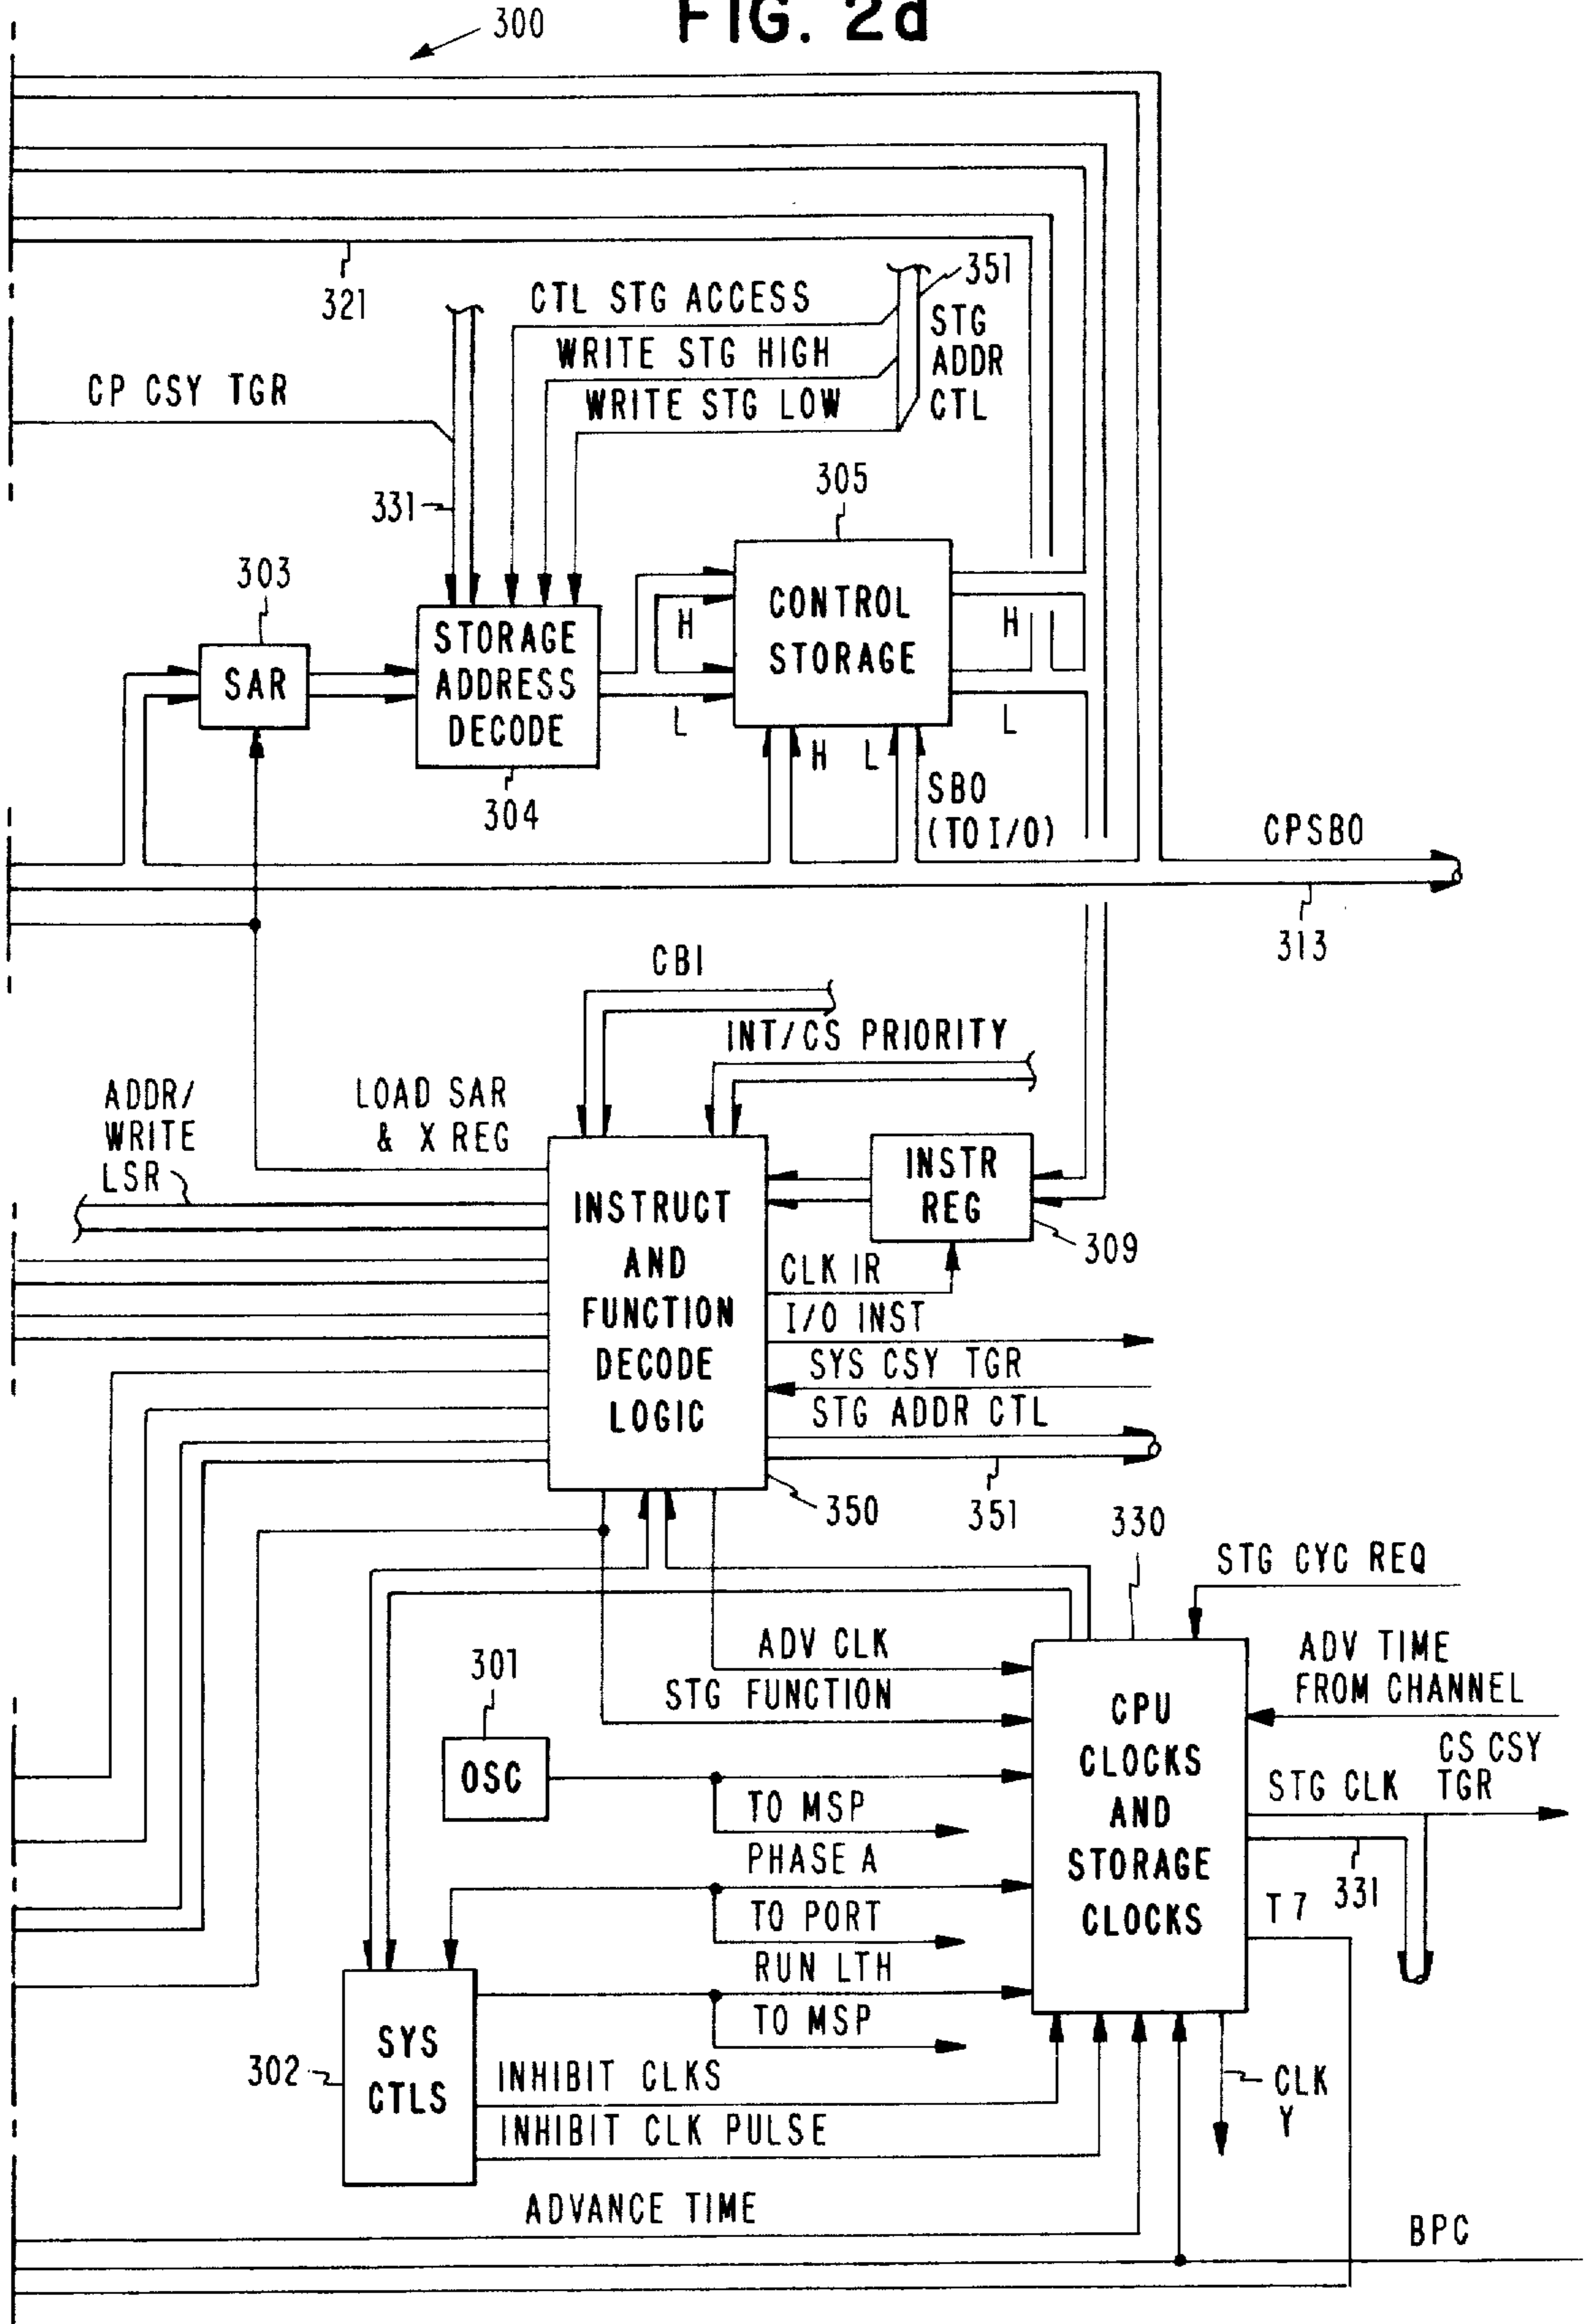 FIG. 2d
300
321
351
CTL STG ACCESS
STG
ADDR
CTL
WRITE STG HIGH
WRITE STG LOW
CP CSY TGR
331
305
303
CONTROL
STORAGE
STORAGE
ADDRESS
DECODE
SAR
H
L
H
L
H
L
304
SBO
(TO I/O)
CPSBO
313
CBI
INT/CS PRIORITY
ADDR/
WRITE
LSR
LOAD SAR
& X REG
INSTR
REG
309
INSTRUCT
AND
FUNCTION
DECODE
LOGIC
CLK IR
I/O INST
SYS CSY TGR
STG ADDR CTL
351
350
330
STG CYC REQ
ADV CLK
ADV TIME
FROM CHANNEL
STG FUNCTION
301
OSC
CPU
CLOCKS
AND
STORAGE
CLOCKS
CS CSY
TGR
STG CLK
TO MSP
PHASE A
331
T7
TO PORT
RUN LTH
TO MSP
SYS
CTLS
302
INHIBIT CLKS
INHIBIT CLK PULSE
CLK
Y
ADVANCE TIME
BPC